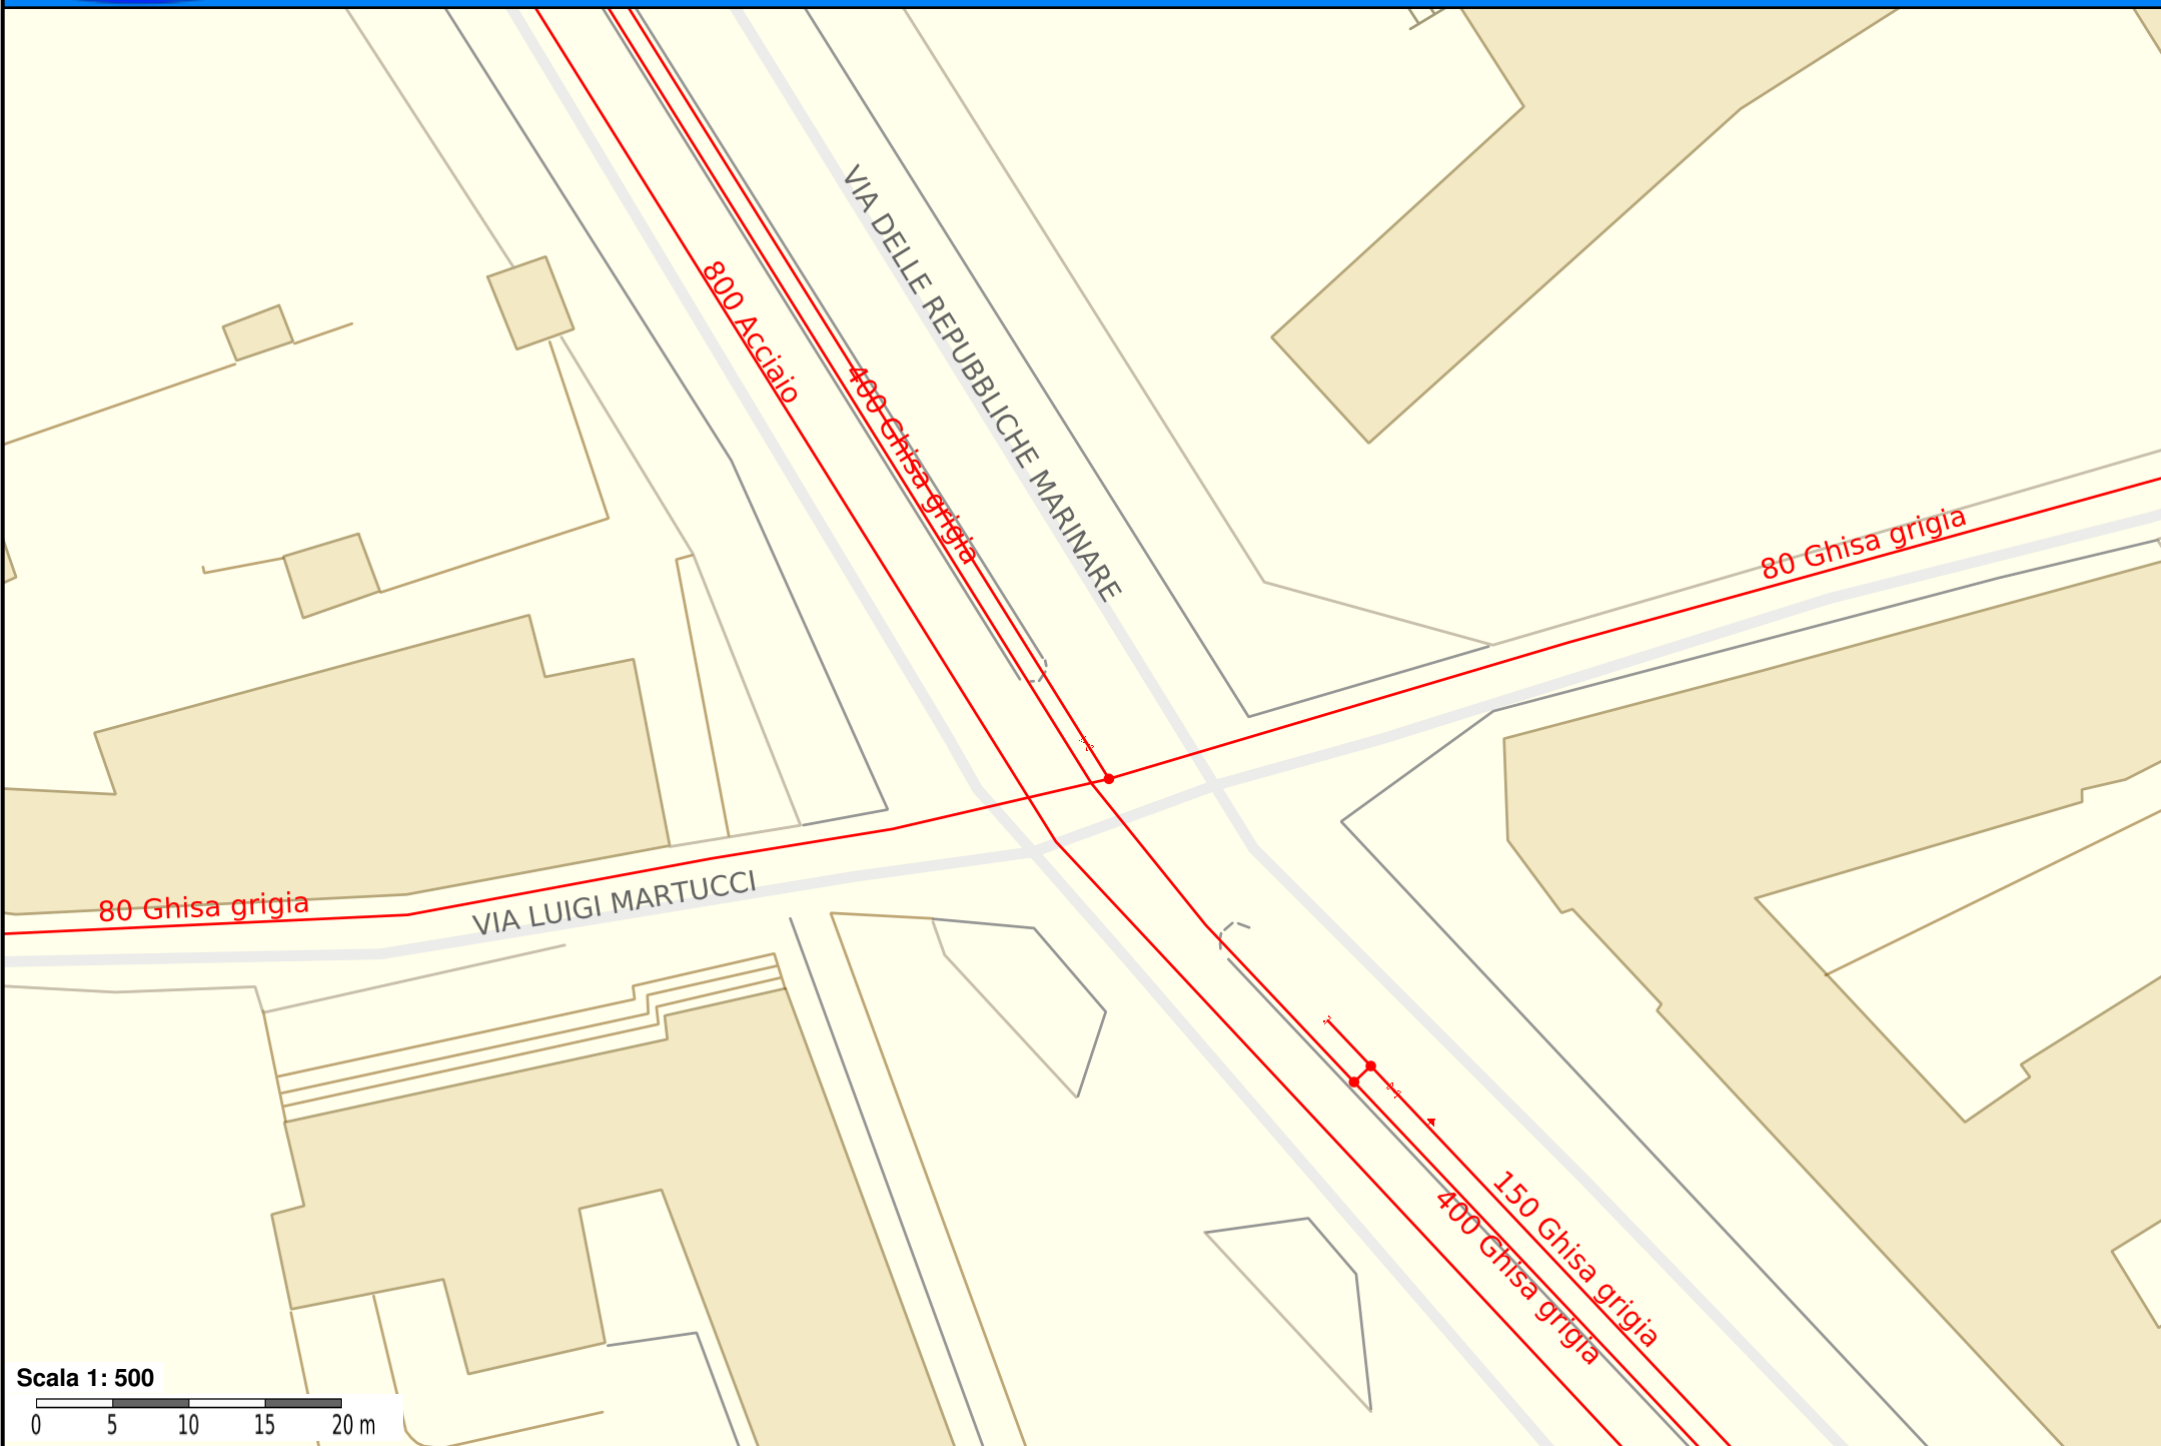 VIA DELLE REPUBBLICHE MARINARE
800 Acciaio
400 Ghisa grigia
80 Ghisa grigia
80 Ghisa grigia
VIA LUIGI MARTUCCI
150 Ghisa grigia
400 Ghisa grigia
Scala 1: 500
0 5 10 15 20 m